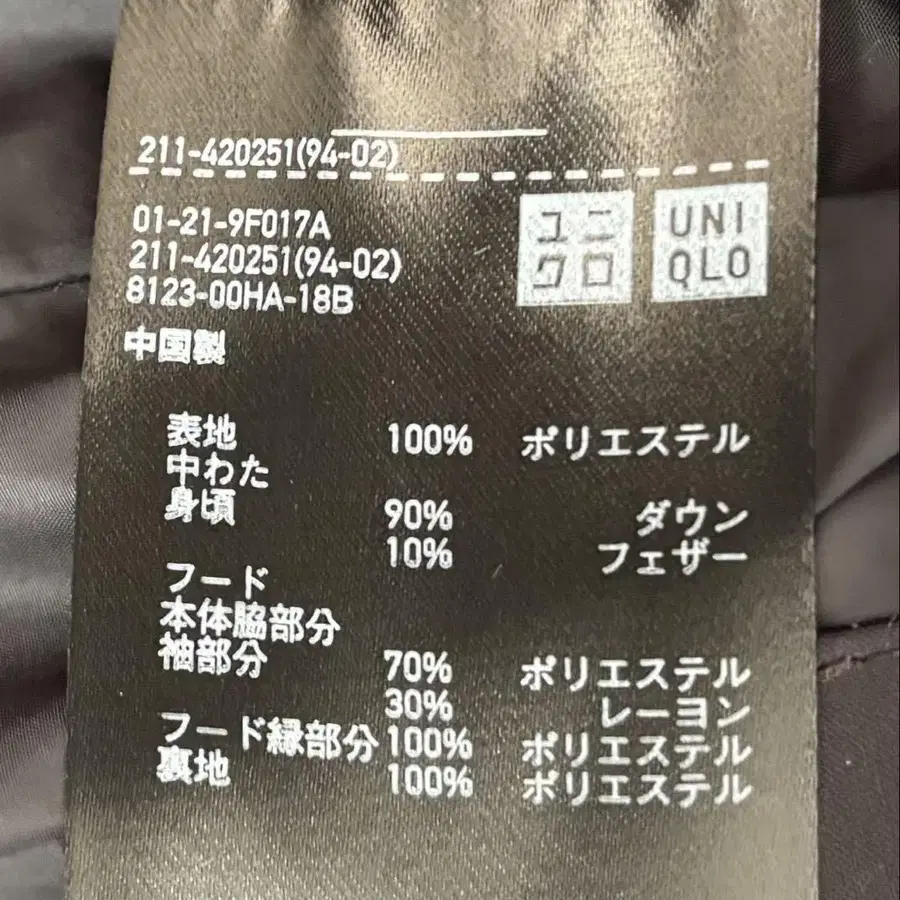 211-420251(94-02)
01-21-9F017A
211-420251(94-02)
8123-00HA-18B
中国製
ユニ
クロ
UNI
QLO
表地 100% ポリエステル
中わた
身頃 90% ダウン
10% フェザー
フード
本体脇部分
袖部分 70% ポリエステル
30% レーヨン
フード縁部分 100% ポリエステル
裏地 100% ポリエステル